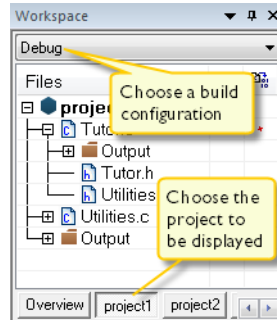 Workspace
Debug
Files
Choose a build
configuration
Output
Tutor.h
Utilities
Choose the
project to
be displayed
Utilities.c
Output
Overview project1 project2